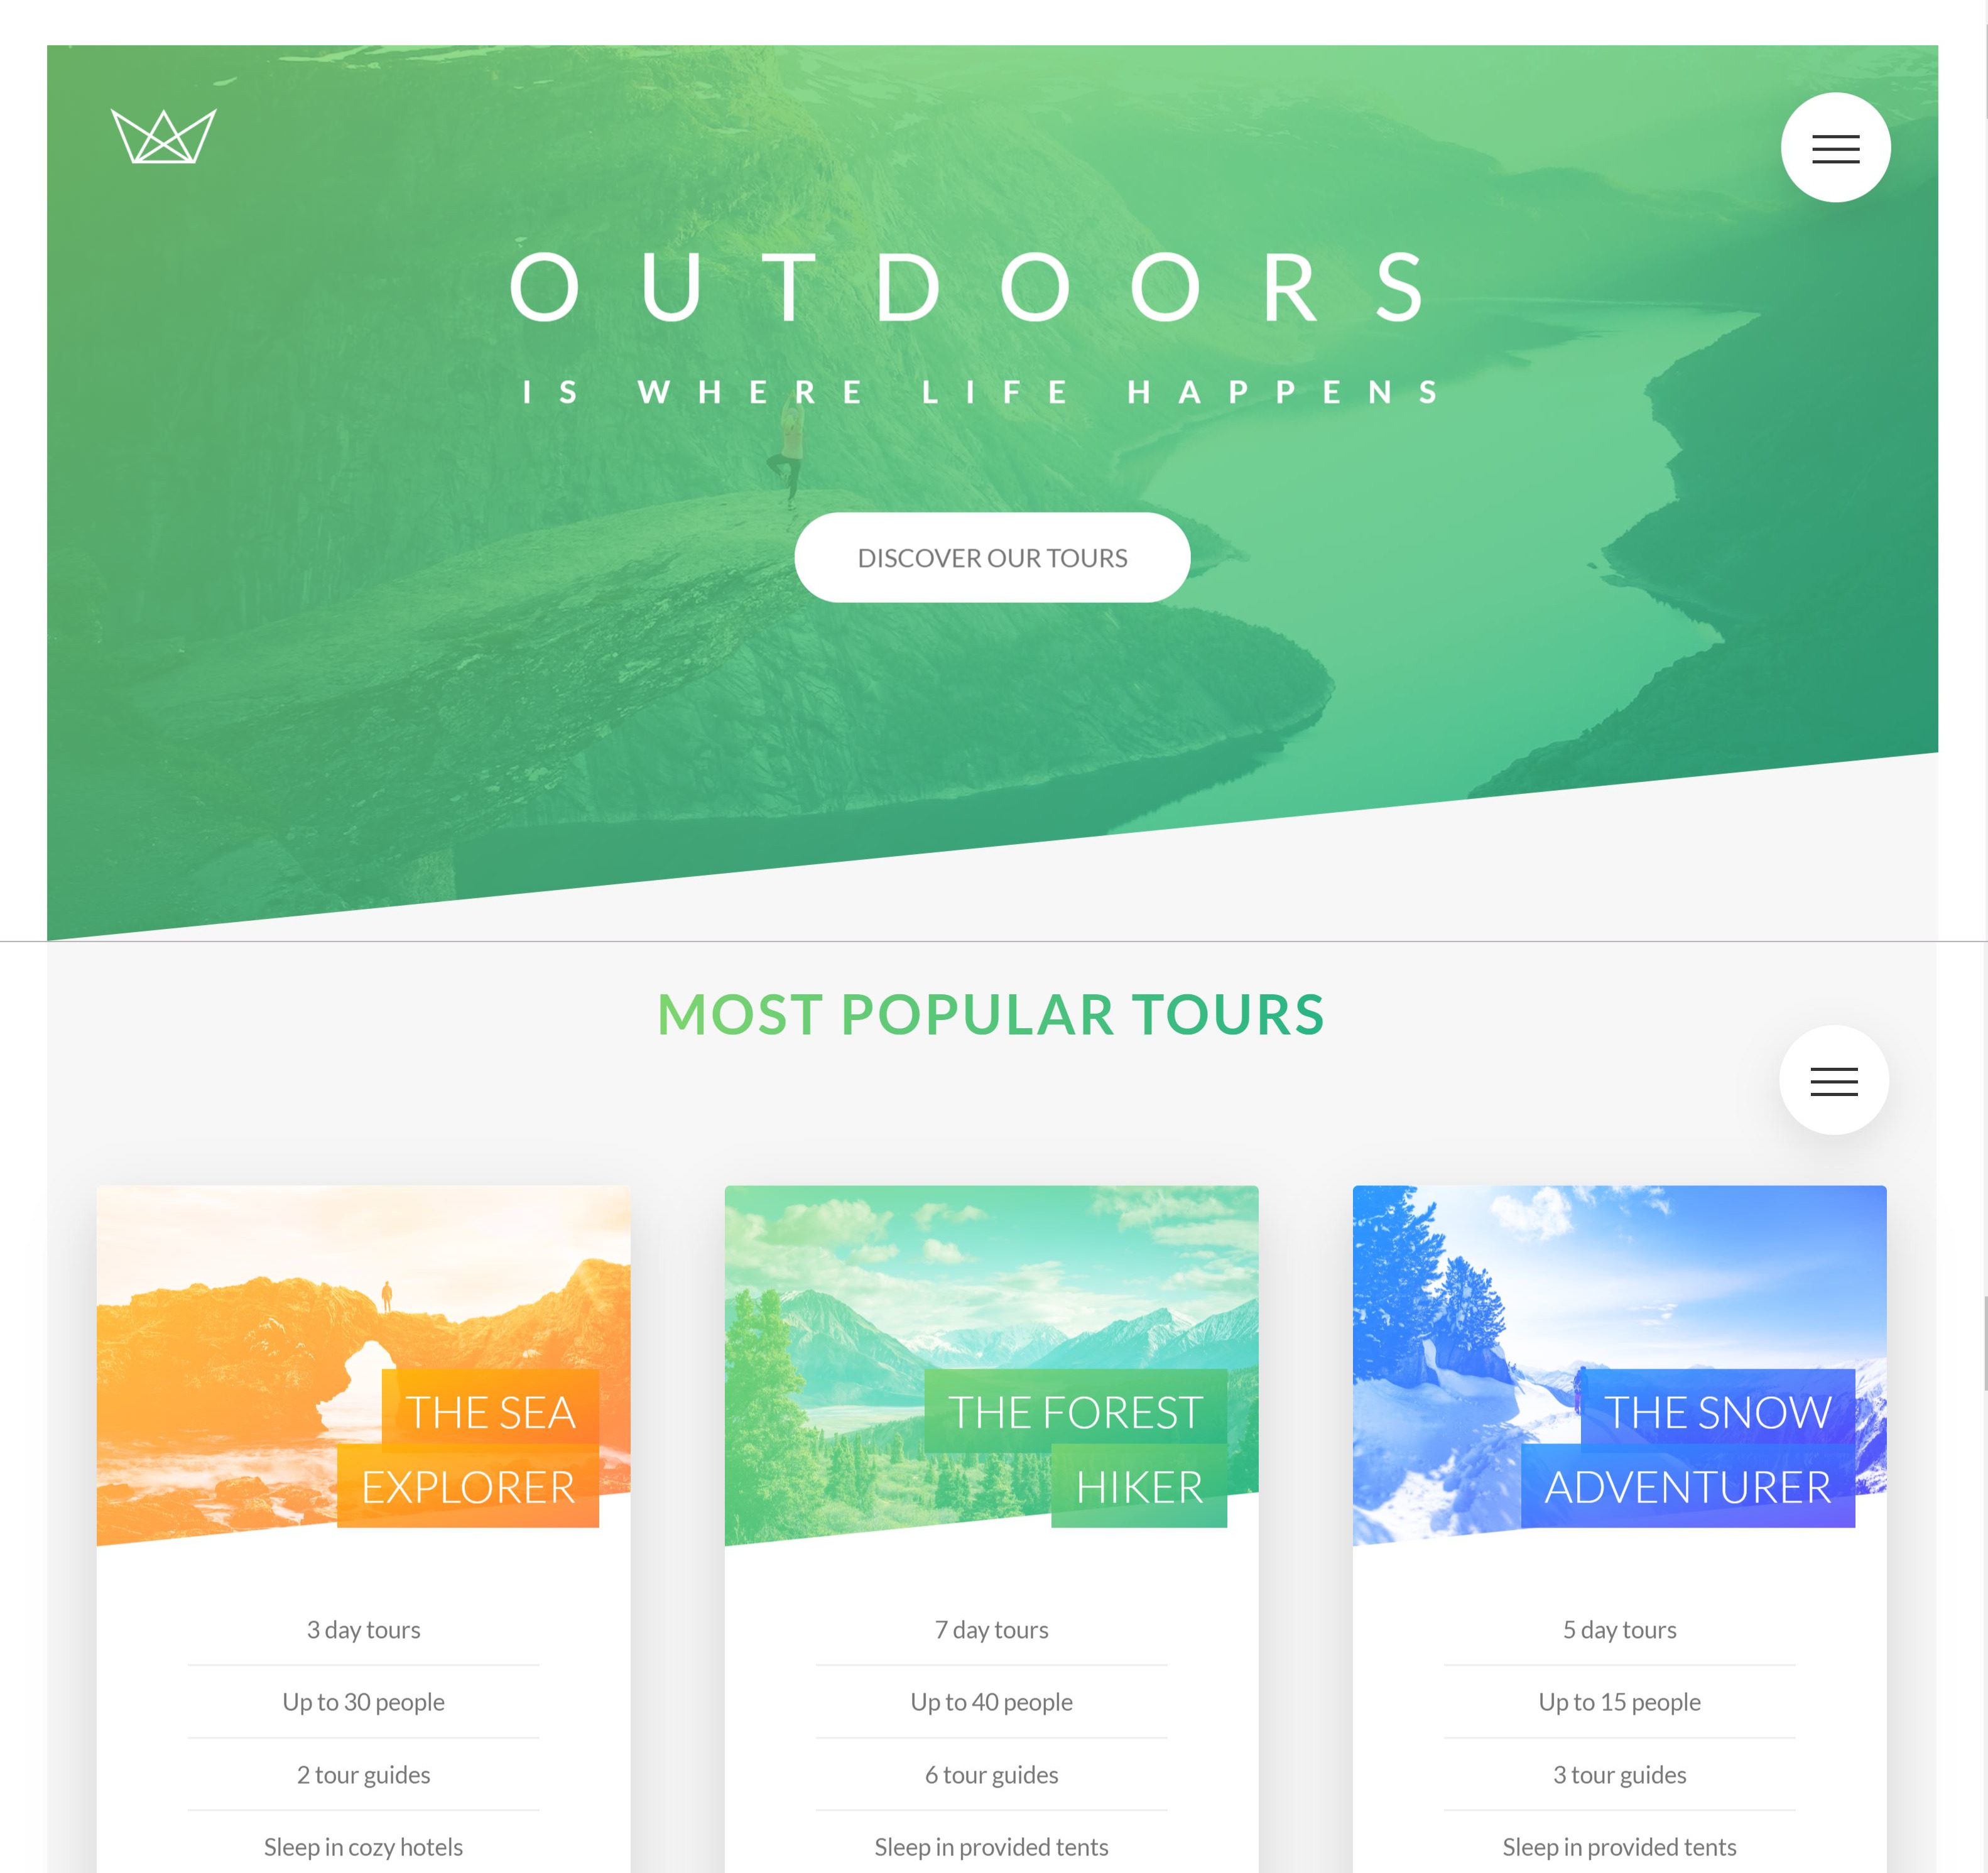 OUTDOORS
IS WHERE LIFE HAPPENS
DISCOVER OUR TOURS
MOST POPULAR TOURS
THE SEA
EXPLORER
3 day tours
Up to 30 people
2 tour guides
Sleep in cozy hotels
THE FOREST
HIKER
7 day tours
Up to 40 people
6 tour guides
Sleep in provided tents
THE SNOW
ADVENTURER
5 day tours
Up to 15 people
3 tour guides
Sleep in provided tents